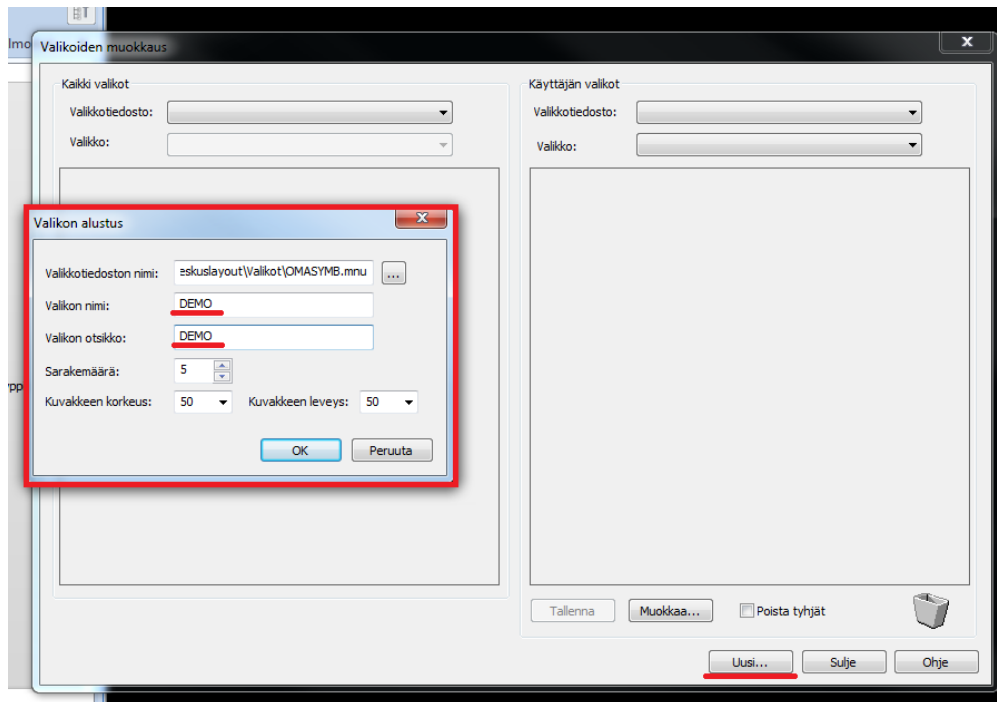 lmo
Valikoiden muokkaus
Kaikki valikot
Valikkotiedosto:
Valikko:
Käyttäjän valikot
Valikkotiedosto:
Valikko:
Valikon alustus
Valikkotiedoston nimi: eskuslayout\Valikot\OMASYMB.mnu ...
Valikon nimi: DEMO
Valikon otsikko: DEMO
Sarakemäärä: 5
Kuvakkeen korkeus: 50 Kuvakkeen leveys: 50
OK Peruuta
ypp
Tallenna Muokkaa... Poista tyhjät
Uusi... Sulje Ohje